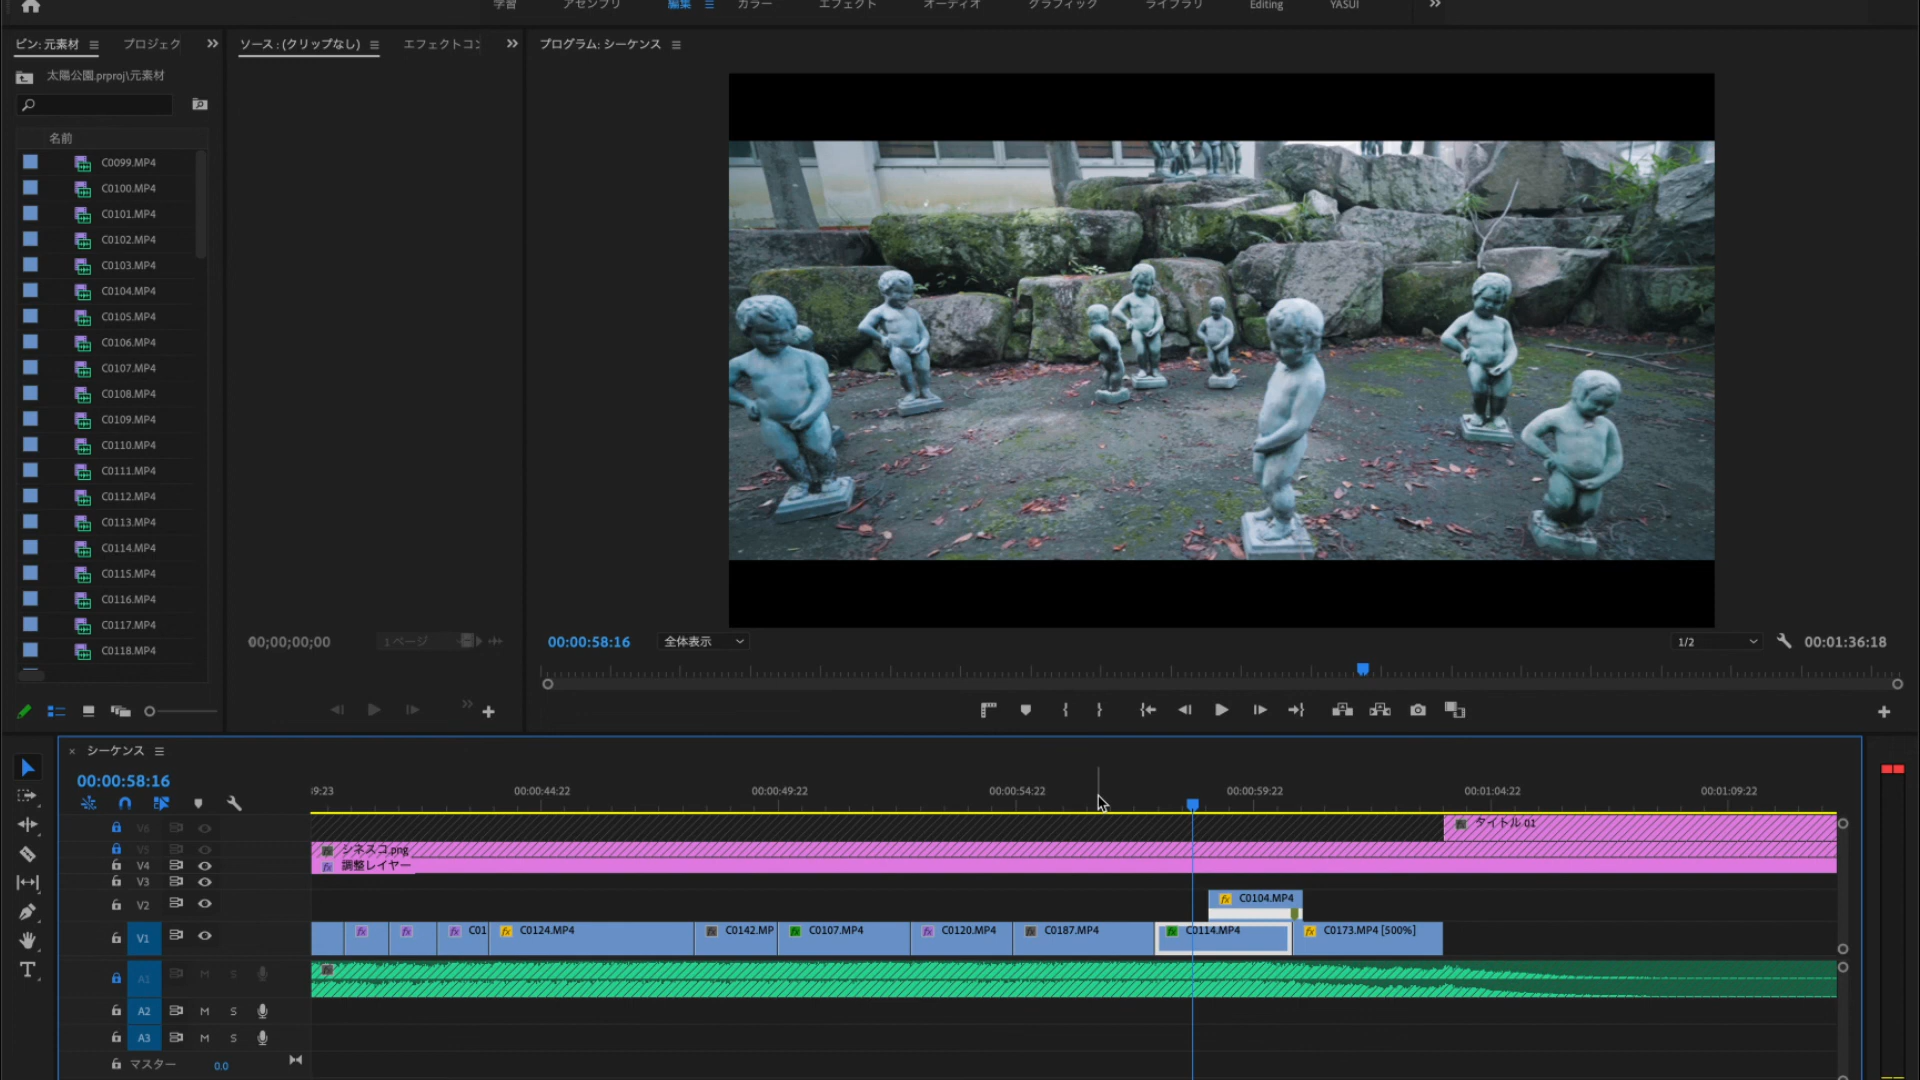 学習 アセンブリ 編集 カラー エフェクト オーディオ グラフィック ライブラリ Editing YASUI
ビン: 元素材 プロジェク ソース : (クリップなし) エフェクトコン プログラム: シーケンス
太陽公園.prproj\元素材
名前
C0099.MP4
C0100.MP4
C0101.MP4
C0102.MP4
C0103.MP4
C0104.MP4
C0105.MP4
C0106.MP4
C0107.MP4
C0108.MP4
C0109.MP4
C0110.MP4
C0111.MP4
C0112.MP4
C0113.MP4
C0114.MP4
C0115.MP4
C0116.MP4
C0117.MP4
C0118.MP4
00;00;00;00 1 ページ 00:00:58:16 全体表示 1/2 00:01:36:18
シーケンス
00:00:58:16
39:23 00:00:44:22 00:00:49:22 00:00:54:22 00:00:59:22 00:01:04:22 00:01:09:22
V6 タイトル 01
V5 シネスコ.png
V4 調整レイヤー
V3
V2 C0104.MP4
V1 C01 C0124.MP4 C0142.MP C0107.MP4 C0120.MP4 C0187.MP4 C0114.MP4 C0173.MP4 [500%]
A1 M S
A2 M S
A3 M S
マスター 0.0